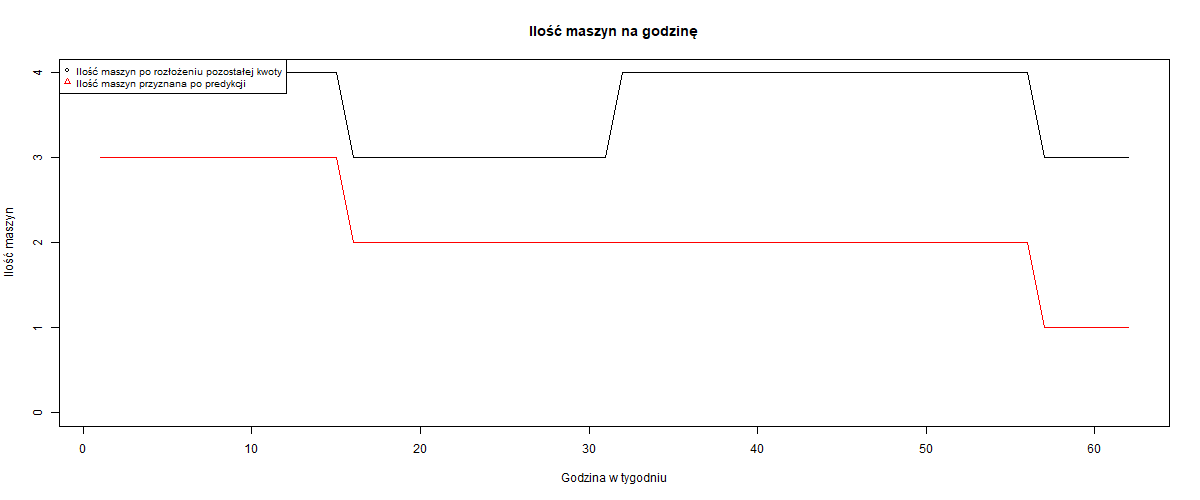 Ilość maszyn na godzinę
Ilość maszyn po rozłożeniu pozostałej kwoty
Ilość maszyn przyznana po predykcji
Ilość maszyn
4
3
2
1
0
0 10 20 30 40 50 60
Godzina w tygodniu